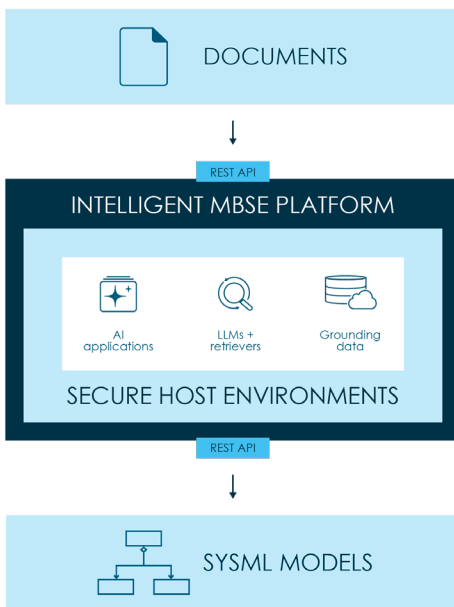 DOCUMENTS
REST API
INTELLIGENT MBSE PLATFORM
AI
applications
LLMs +
retrievers
Grounding
data
SECURE HOST ENVIRONMENTS
REST API
SYSML MODELS